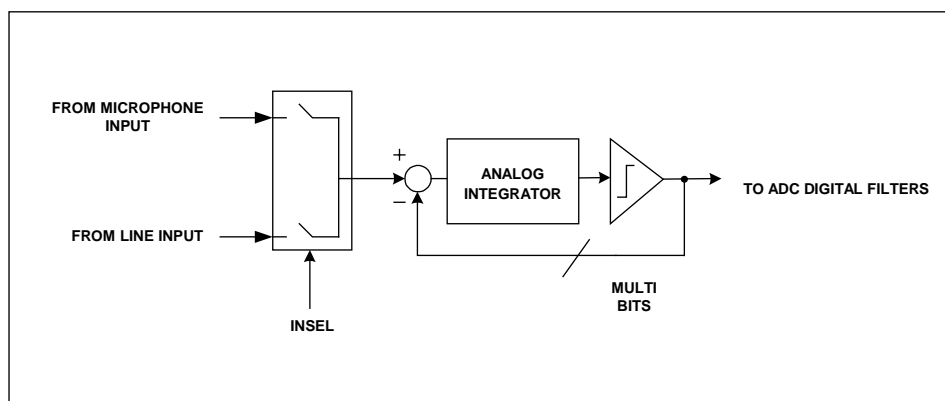 FROM MICROPHONE
INPUT
FROM LINE INPUT
INSEL
+
−
ANALOG
INTEGRATOR
TO ADC DIGITAL FILTERS
MULTI
BITS